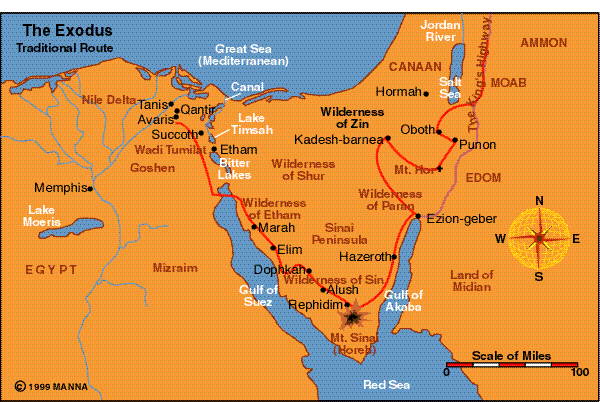 The Exodus
Traditional Route
Great Sea
(Mediterranean)
Jordan
River
The King's Highway
AMMON
CANAAN
MOAB
Hormah
Salt
Sea
Canal
Nile Delta
Tanis
Qantir
Avaris
Lake
Timsah
Succoth
Wadi Tumilat
Etham
Goshen
Bitter
Lakes
Wilderness
of Zin
Kadesh-barnea
Oboth
Punon
Mt. Hor
EDOM
Wilderness
of Shur
Memphis
Lake
Moeris
Wilderness
of Etham
Marah
Elim
Sinai
Peninsula
Wilderness
of Paran
Ezion-geber
N
W
E
S
Hazeroth
EGYPT
Mizraim
Dophkah
Wilderness of Sin
Alush
Rephidim
Gulf of
Suez
Gulf of
Akaba
Land of
Midian
Mt. Sinai
(Horeb)
Red Sea
Scale of Miles
0
100
© 1999 MANNA